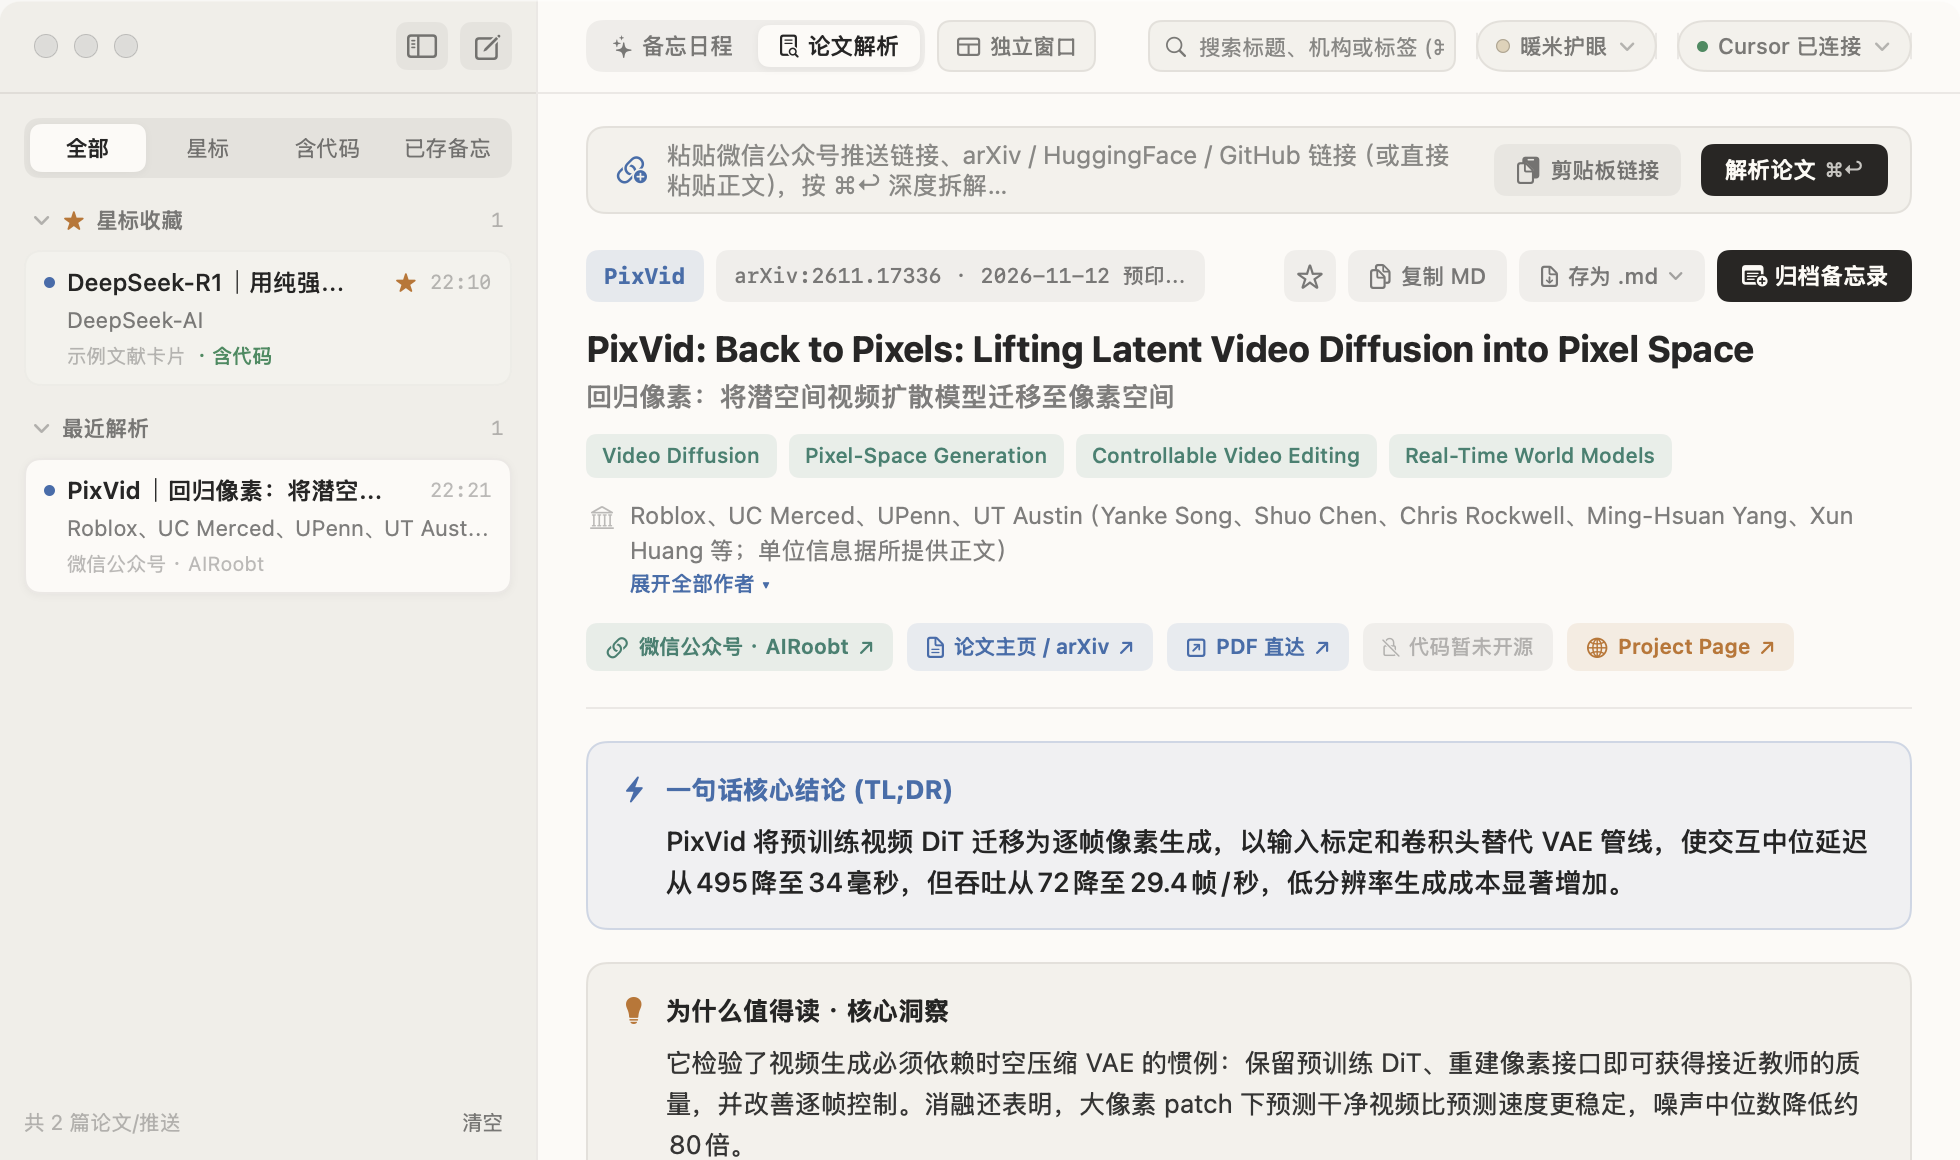 备忘日程
论文解析
独立窗口
搜索标题、机构或标签 (⌘
暖米护眼
Cursor 已连接
全部
星标
含代码
已存备忘
星标收藏
1
DeepSeek-R1｜用纯强…
22:10
DeepSeek-AI
示例文献卡片 · 含代码
最近解析
1
PixVid｜回归像素：将潜空…
22:21
Roblox、UC Merced、UPenn、UT Aust…
微信公众号 · AIRoobt
共 2 篇论文/推送
清空
粘贴微信公众号推送链接、arXiv / HuggingFace / GitHub 链接 (或直接
粘贴正文)，按 ⌘↩ 深度拆解...
剪贴板链接
解析论文 ⌘↩
PixVid
arXiv:2611.17336 · 2026-11-12 预印…
复制 MD
存为 .md
归档备忘录
PixVid: Back to Pixels: Lifting Latent Video Diffusion into Pixel Space
回归像素：将潜空间视频扩散模型迁移至像素空间
Video Diffusion
Pixel-Space Generation
Controllable Video Editing
Real-Time World Models
Roblox、UC Merced、UPenn、UT Austin (Yanke Song、Shuo Chen、Chris Rockwell、Ming-Hsuan Yang、Xun
Huang 等；单位信息据所提供正文)
展开全部作者 ▾
微信公众号 · AIRoobt ↗
论文主页 / arXiv ↗
PDF 直达 ↗
代码暂未开源
Project Page ↗
一句话核心结论 (TL;DR)
PixVid 将预训练视频 DiT 迁移为逐帧像素生成，以输入标定和卷积头替代 VAE 管线，使交互中位延迟
从495降至34毫秒，但吞吐从72降至29.4帧/秒，低分辨率生成成本显著增加。
为什么值得读 · 核心洞察
它检验了视频生成必须依赖时空压缩 VAE 的惯例：保留预训练 DiT、重建像素接口即可获得接近教师的质
量，并改善逐帧控制。消融还表明，大像素 patch 下预测干净视频比预测速度更稳定，噪声中位数降低约
80倍。